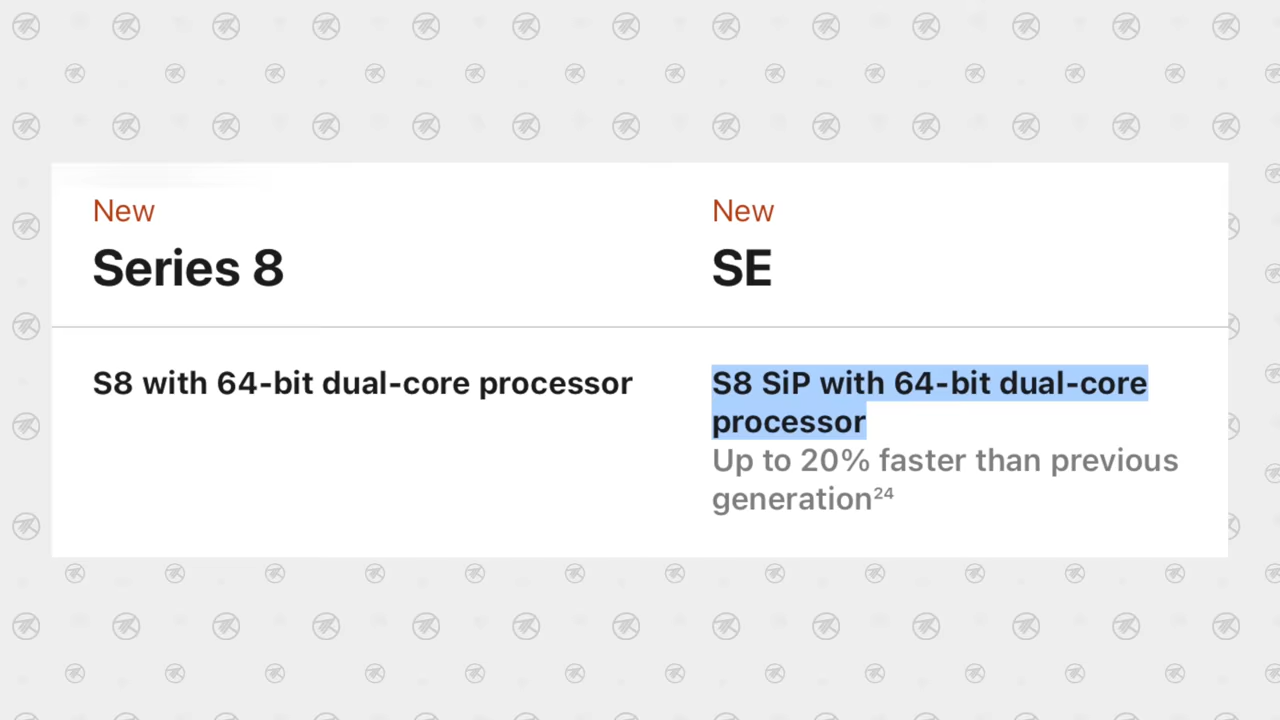 New
Series 8
S8 with 64-bit dual-core processor
New
SE
S8 SiP with 64-bit dual-core
processor
Up to 20% faster than previous
generation²⁴